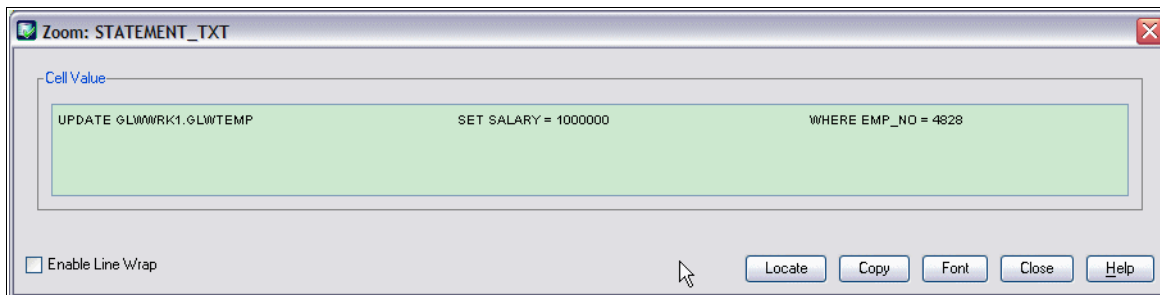 Zoom: STATEMENT_TXT
Cell Value
UPDATE GLWWRK1.GLWTEMP SET SALARY = 1000000 WHERE EMP_NO = 4828
Enable Line Wrap
Locate Copy Font Close Help